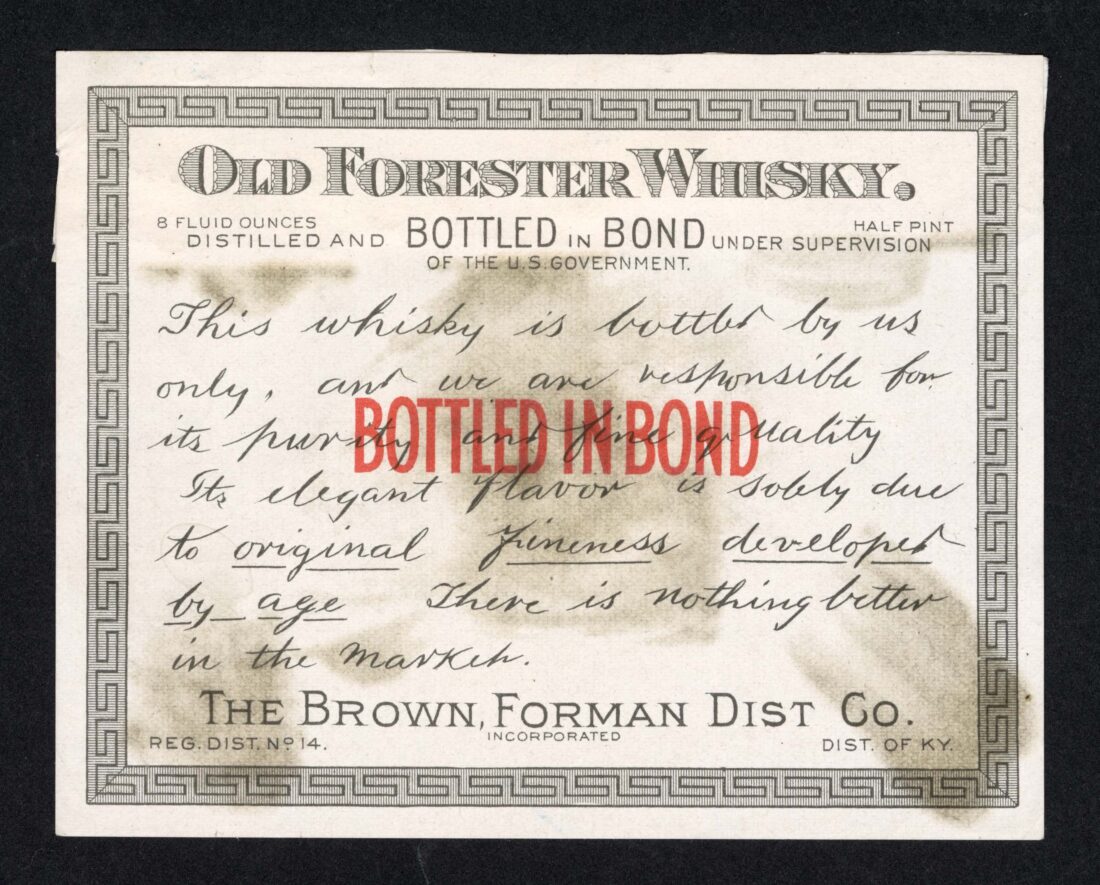 OLD FORESTER WHISKY.
8 FLUID OUNCES HALF PINT
DISTILLED AND BOTTLED IN BOND UNDER SUPERVISION
OF THE U.S. GOVERNMENT.
This whisky is bottled by us
only, and we are responsible for
its purity and fine quality
BOTTLED IN BOND
Its elegant flavor is solely due
to original fineness developed
by age There is nothing better
in the market.
THE BROWN, FORMAN DIST CO.
INCORPORATED
REG. DIST. Nº 14. DIST. OF KY.